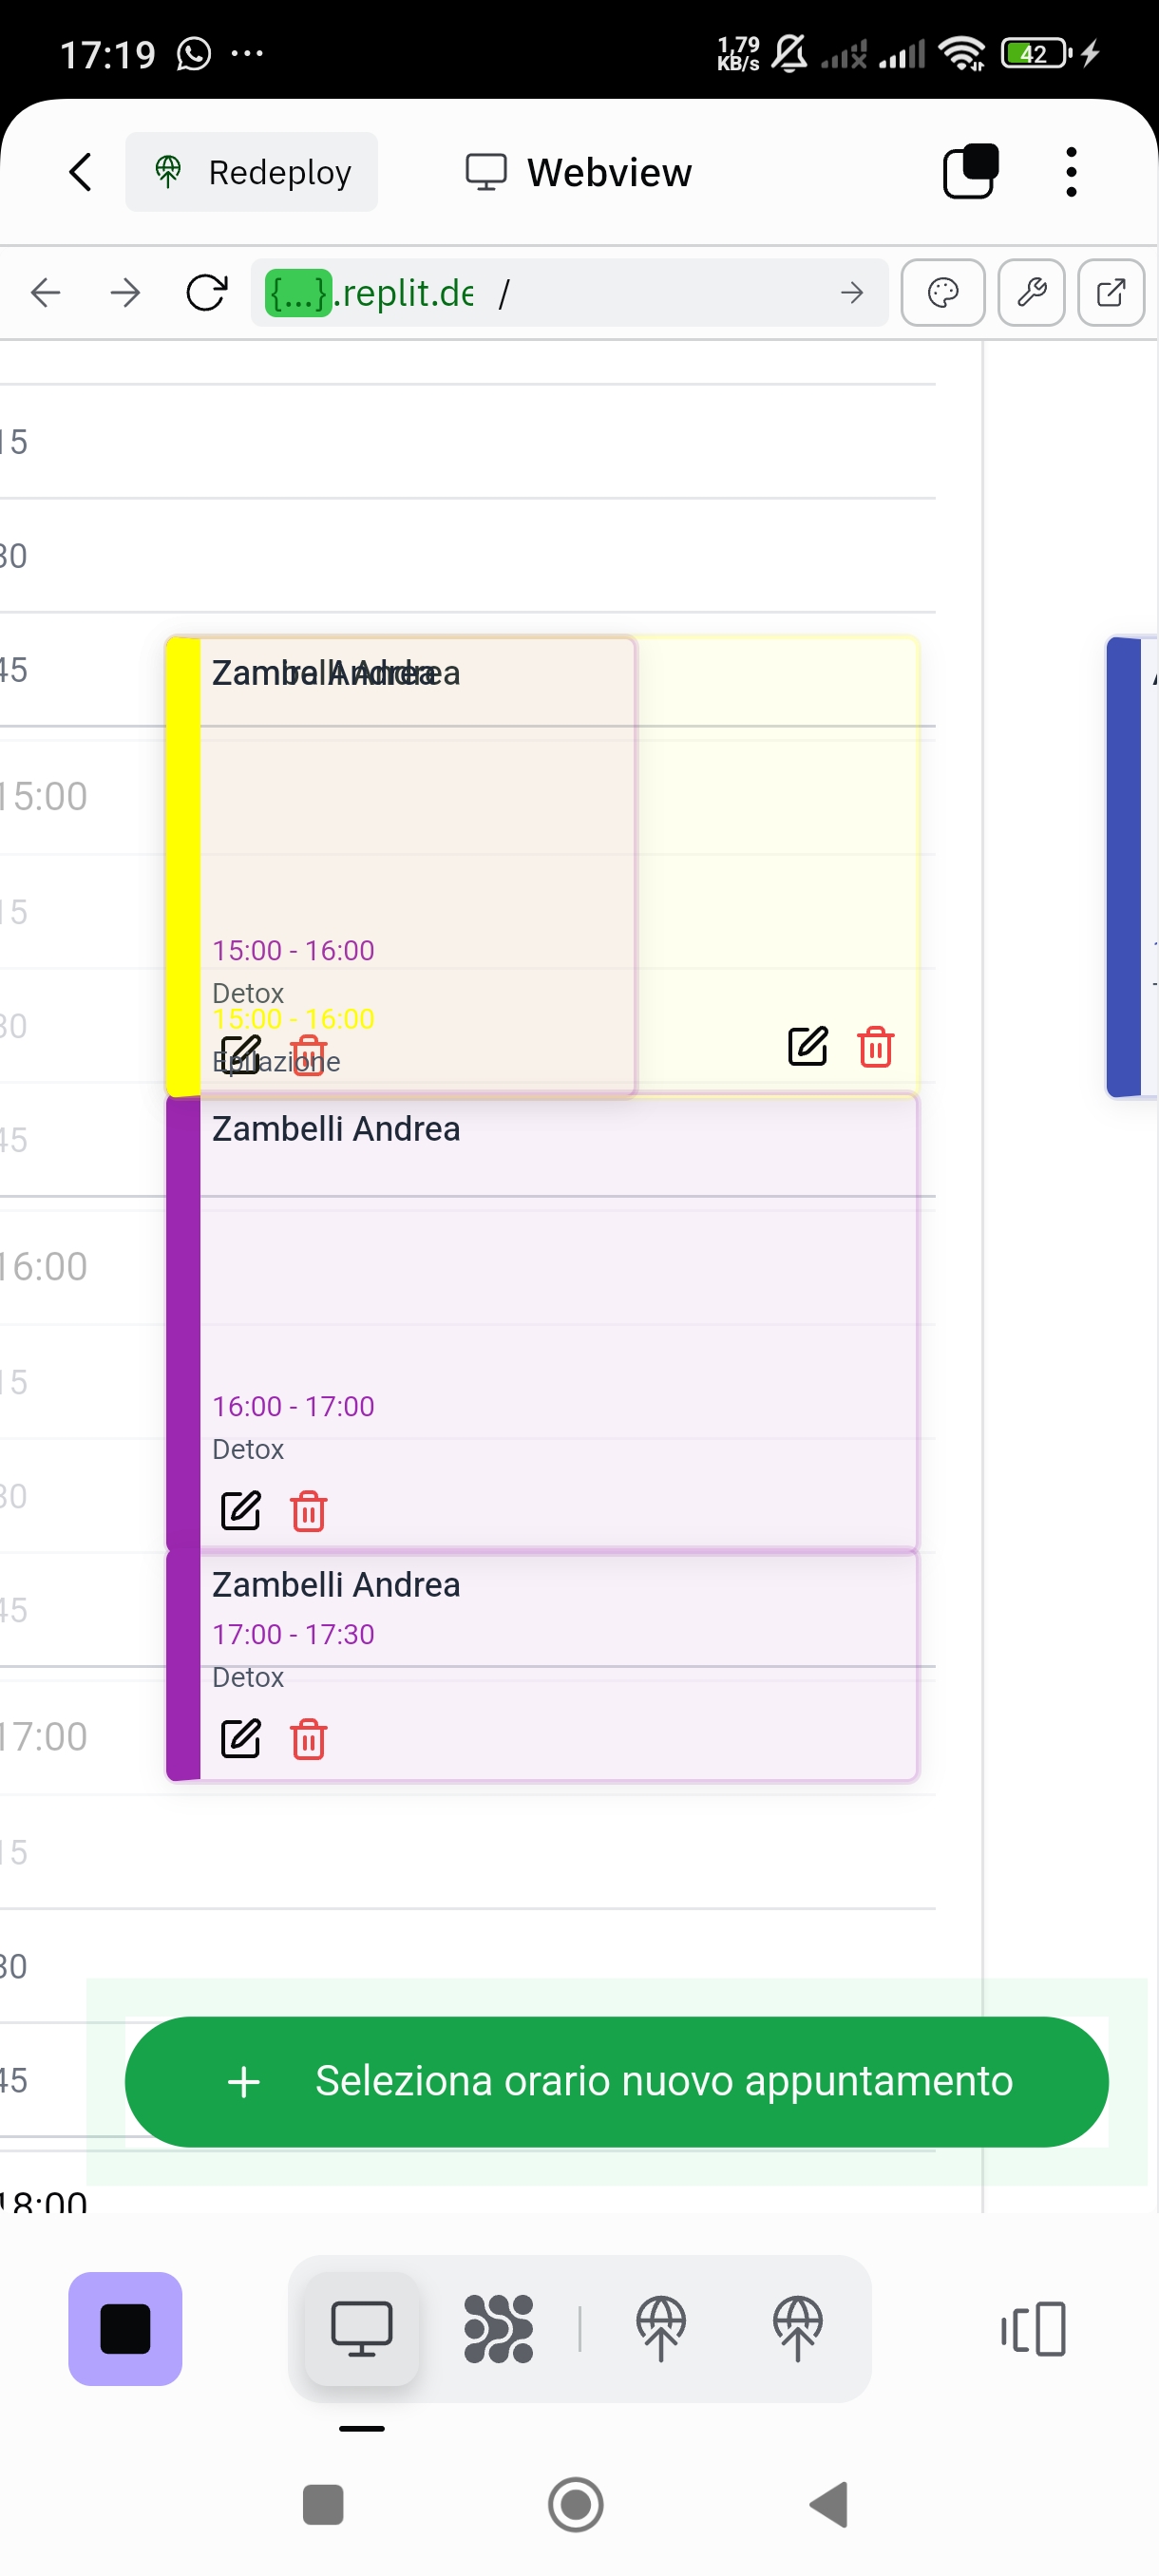 17:19
1,79
KB/s
42
Redeploy
Webview
{...}.replit.de /
15
30
45
Zambelli Andrea
15:00
15
15:00 - 16:00
Detox
15:00 - 16:00
30
Epilazione
Zambelli Andrea
45
16:00
15
16:00 - 17:00
Detox
30
Zambelli Andrea
45
17:00 - 17:30
Detox
17:00
15
30
+ Seleziona orario nuovo appuntamento
45
18:00